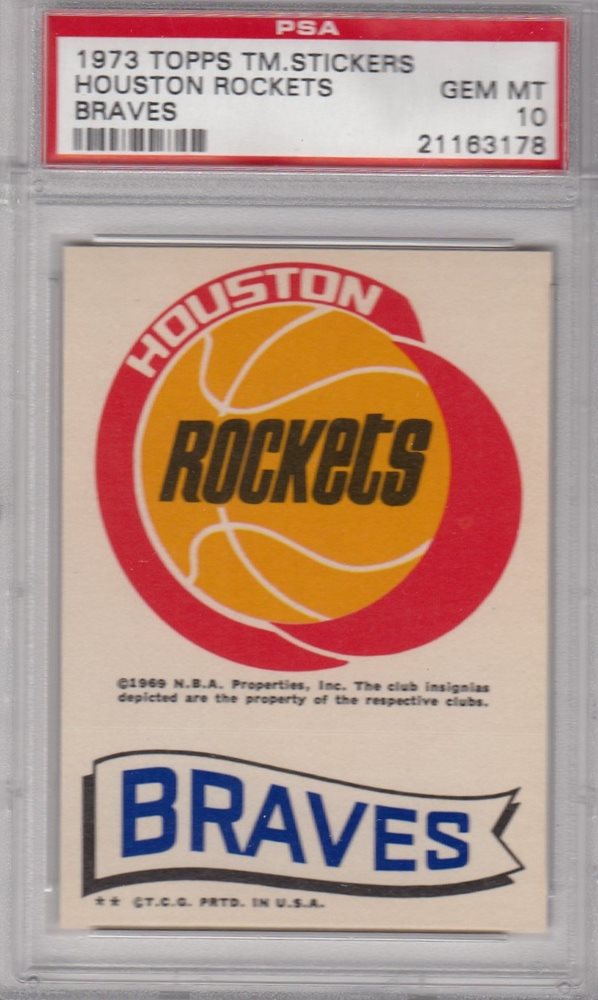 PSA
1973 TOPPS TM.STICKERS
HOUSTON ROCKETS GEM MT
BRAVES 10
21163178
HOUSTON
ROCKETS
©1969 N.B.A. Properties, Inc. The club insignias
depicted are the property of the respective clubs.
BRAVES
** ©T.C.G. PRTD. IN U.S.A.